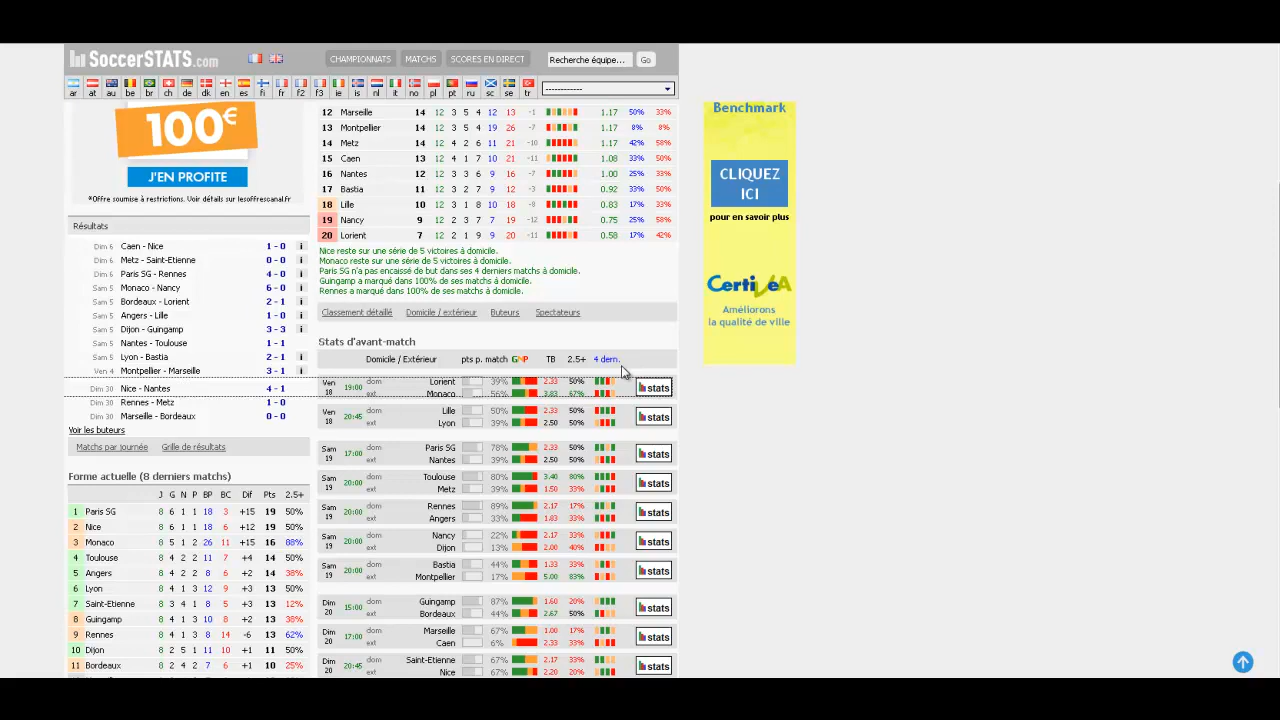 SoccerSTATS.com
CHAMPIONNATS MATCHS SCORES EN DIRECT Recherche équipe... Go
ar at au be br ch de dk en es fi fr f2 f3 ie is nl it no pl pt ru sc se tr ------------
100€
J'EN PROFITE
*Offre soumise à restrictions. Voir détails sur lesoffrescanal.fr
Résultats
Dim 6 Caen - Nice 1 - 0 i
Dim 6 Metz - Saint-Etienne 0 - 0 i
Dim 6 Paris SG - Rennes 4 - 0 i
Sam 5 Monaco - Nancy 6 - 0 i
Sam 5 Bordeaux - Lorient 2 - 1 i
Sam 5 Angers - Lille 1 - 0 i
Sam 5 Dijon - Guingamp 3 - 3 i
Sam 5 Nantes - Toulouse 1 - 1
Sam 5 Lyon - Bastia 2 - 1 i
Ven 4 Montpellier - Marseille 3 - 1 i
Dim 30 Nice - Nantes 4 - 1
Dim 30 Rennes - Metz 1 - 0
Dim 30 Marseille - Bordeaux 0 - 0
Voir les buteurs
Matchs par journée Grille de résultats
Forme actuelle (8 derniers matchs)
J G N P BP BC Dif Pts 2.5+
1 Paris SG 8 6 1 1 18 3 +15 19 50%
2 Nice 8 6 1 1 18 6 +12 19 50%
3 Monaco 8 5 1 2 26 11 +15 16 88%
4 Toulouse 8 4 2 2 11 7 +4 14 50%
5 Angers 8 4 2 2 8 6 +2 14 38%
6 Lyon 8 4 1 3 12 9 +3 13 50%
7 Saint-Etienne 8 3 4 1 8 5 +3 13 12%
8 Guingamp 8 3 4 1 10 8 +2 13 38%
9 Rennes 8 4 1 3 8 14 -6 13 62%
10 Dijon 8 2 5 1 11 10 +1 11 50%
11 Bordeaux 8 2 4 2 7 6 +1 10 25%
12 Marseille 14 12 3 5 4 12 13 -1 1.17 50% 33%
13 Montpellier 14 12 3 5 4 19 26 -7 1.17 8% 8%
14 Metz 14 12 4 2 6 11 21 -10 1.17 42% 58%
15 Caen 13 12 4 1 7 10 21 -11 1.08 33% 50%
16 Nantes 12 12 3 3 6 9 16 -7 1.00 25% 33%
17 Bastia 11 12 3 2 7 9 12 -3 0.92 33% 50%
18 Lille 10 12 3 1 8 10 18 -8 0.83 17% 33%
19 Nancy 9 12 2 3 7 7 19 -12 0.75 25% 58%
20 Lorient 7 12 2 1 9 9 20 -11 0.58 17% 42%
Nice reste sur une série de 5 victoires à domicile.
Monaco reste sur une série de 5 victoires à domicile.
Paris SG n'a pas encaissé de but dans ses 4 derniers matchs à domicile.
Guingamp a marqué dans 100% de ses matchs à domicile.
Rennes a marqué dans 100% de ses matchs à domicile.
Classement détaillé Domicile / extérieur Buteurs Spectateurs
Stats d'avant-match
Domicile / Extérieur pts p. match GNP TB 2.5+ 4 dern.
Ven 18 19:00 dom Lorient 39% 2.33 50% stats
ext Monaco 56% 3.83 67%
Ven 18 20:45 dom Lille 50% 2.33 50% stats
ext Lyon 39% 2.50 50%
Sam 19 17:00 dom Paris SG 78% 2.33 50% stats
ext Nantes 39% 2.50 50%
Sam 19 20:00 dom Toulouse 80% 3.40 80% stats
ext Metz 39% 1.50 33%
Sam 19 20:00 dom Rennes 89% 2.17 17% stats
ext Angers 33% 1.83 33%
Sam 19 20:00 dom Nancy 22% 2.17 33% stats
ext Dijon 13% 2.00 40%
Sam 19 20:00 dom Bastia 44% 1.33 33% stats
ext Montpellier 17% 5.00 83%
Dim 20 15:00 dom Guingamp 87% 1.60 20% stats
ext Bordeaux 44% 2.67 50%
Dim 20 17:00 dom Marseille 67% 1.00 17% stats
ext Caen 6% 2.33 33%
Dim 20 20:45 dom Saint-Etienne 67% 2.17 33% stats
ext Nice 67% 2.20 20%
Benchmark
CLIQUEZ
ICI
pour en savoir plus
CertivéA
Améliorons
la qualité de ville